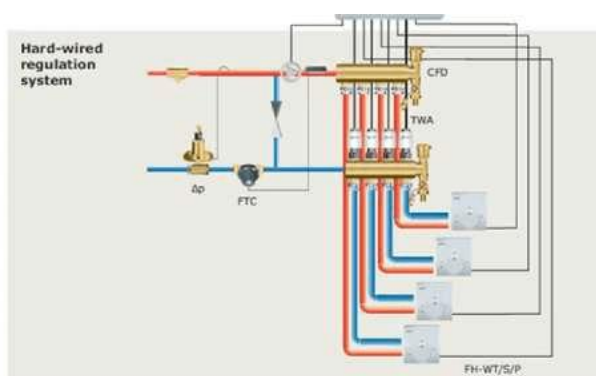 Hard-wired
regulation
system
CFD
TWA
Δp
FTC
FH-WT/S/P